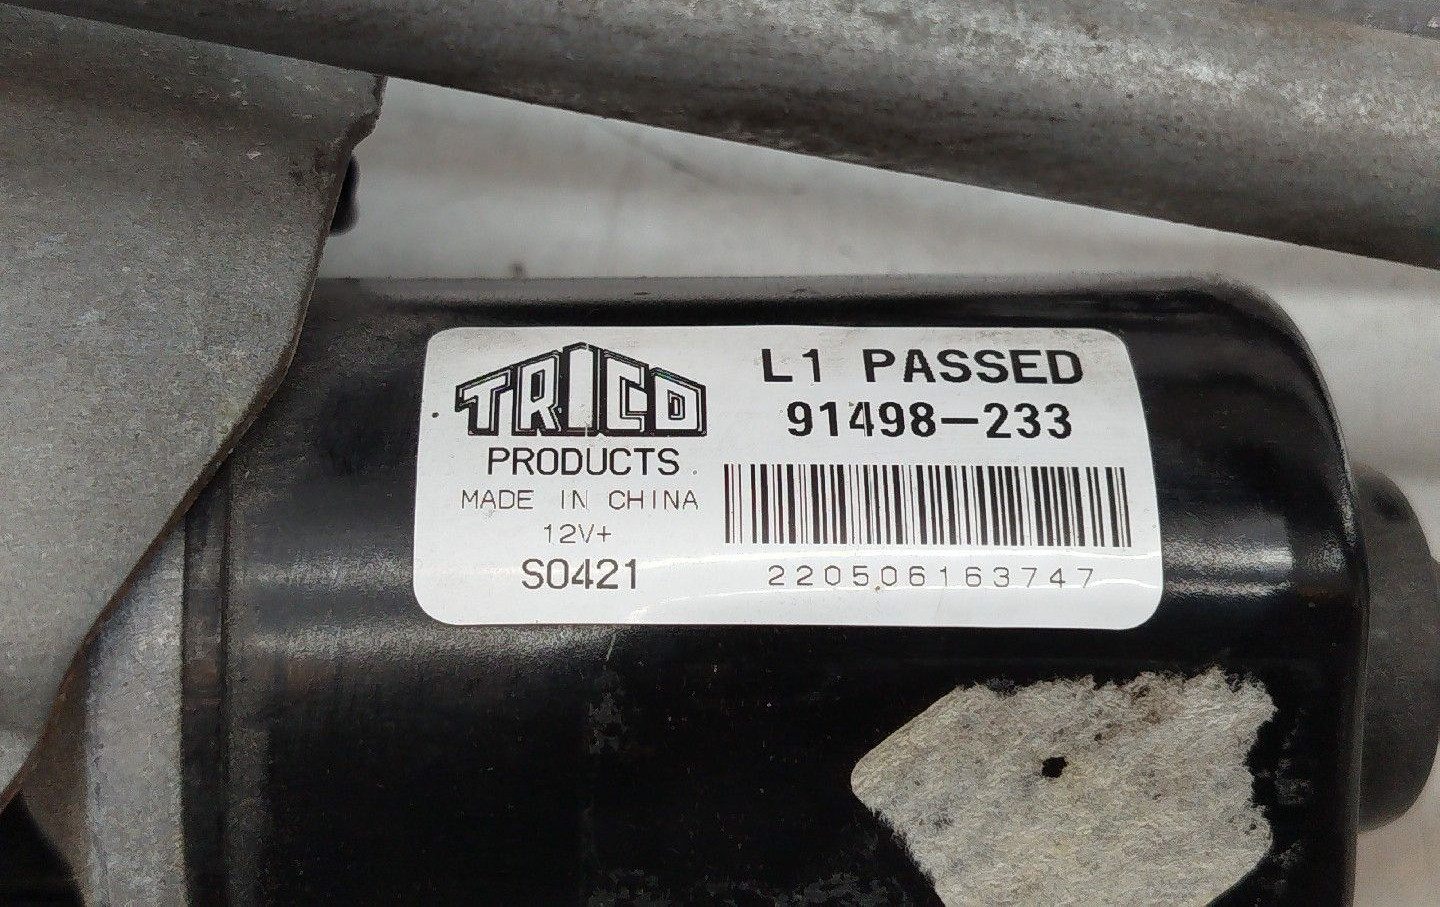 TRICO
PRODUCTS
MADE IN CHINA
12V+
S0421
L1 PASSED
91498-233
220506163747